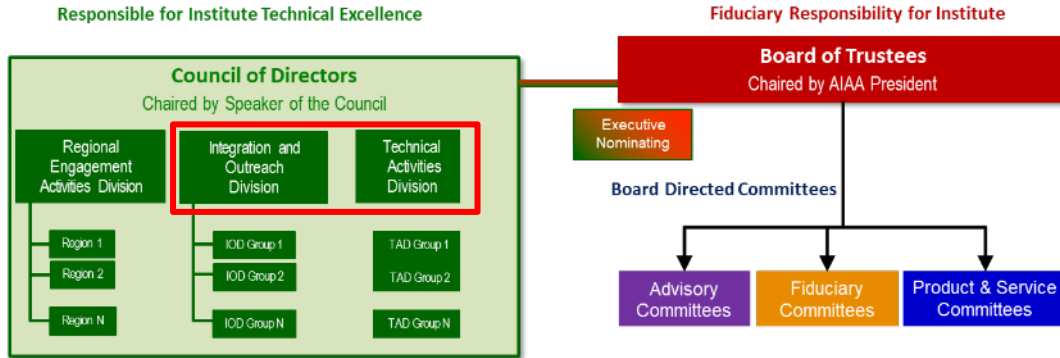 Responsible for Institute Technical Excellence
Fiduciary Responsibility for Institute
Council of Directors
Chaired by Speaker of the Council
Board of Trustees
Chaired by AIAA President
Regional
Engagement
Activities Division
Integration and
Outreach
Division
Technical
Activities
Division
Executive
Nominating
Board Directed Committees
Region 1
Region 2
Region N
IOD Group 1
IOD Group 2
IOD Group N
TAD Group 1
TAD Group 2
TAD Group N
Advisory
Committees
Fiduciary
Committees
Product & Service
Committees